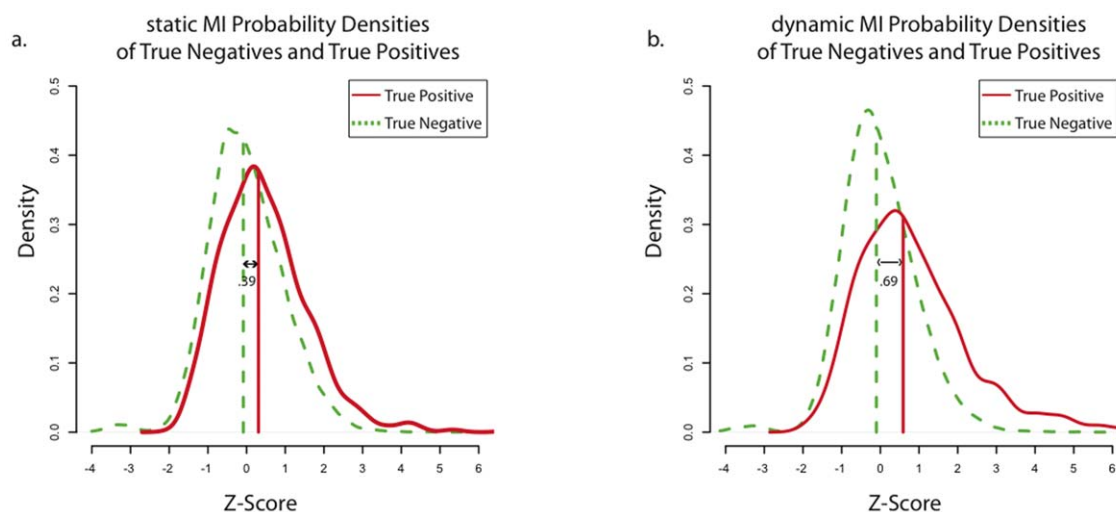 a.
static MI Probability Densities
of True Negatives and True Positives
True Positive
True Negative
Density
0.5
0.4
0.3
0.2
0.1
0.0
.39
-4 -3 -2 -1 0 1 2 3 4 5 6
Z-Score
b.
dynamic MI Probability Densities
of True Negatives and True Positives
True Positive
True Negative
Density
0.5
0.4
0.3
0.2
0.1
0.0
.69
-4 -3 -2 -1 0 1 2 3 4 5 6
Z-Score